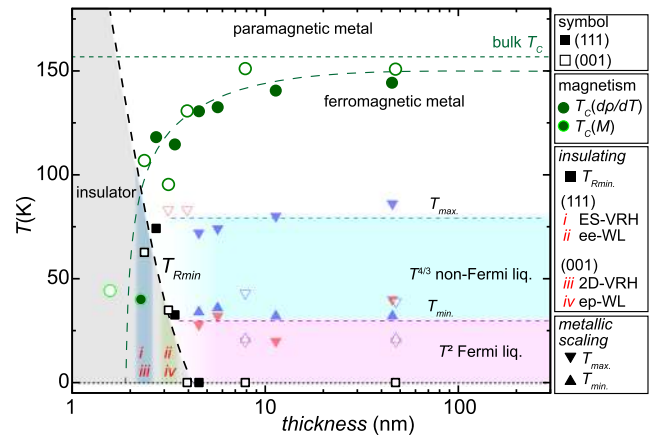 paramagnetic metal
bulk T_C
ferromagnetic metal
insulator
T_Rmin
T_max.
T^4/3 non-Fermi liq.
T_min.
T² Fermi liq.
i
iii
ii
iv
T(K)
150
100
50
0
1
10
100
thickness (nm)
symbol
(111)
(001)
magnetism
T_C(dρ/dT)
T_C(M)
insulating
T_Rmin.
(111)
i ES-VRH
ii ee-WL
(001)
iii 2D-VRH
iv ep-WL
metallic
scaling
T_max.
T_min.